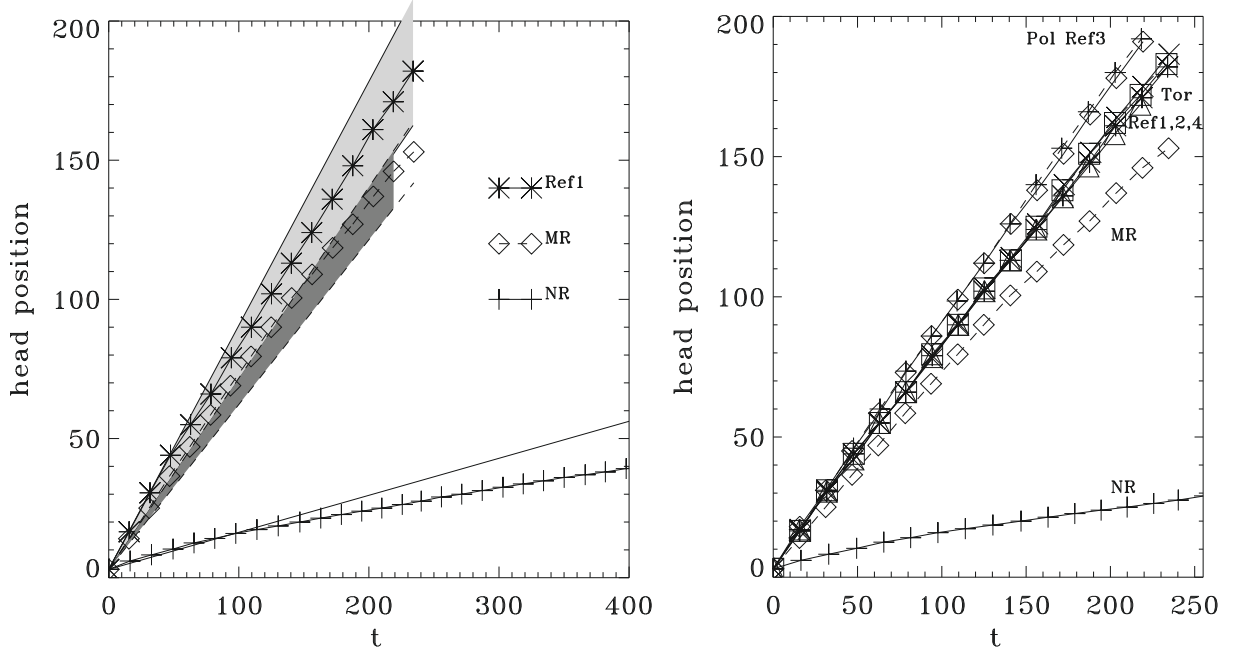 200
150
100
50
0
head position
0 100 200 300 400
t
Ref1
MR
NR
200
150
100
50
0
head position
0 50 100 150 200 250
t
Pol Ref3
Tor
Ref1,2,4
MR
NR